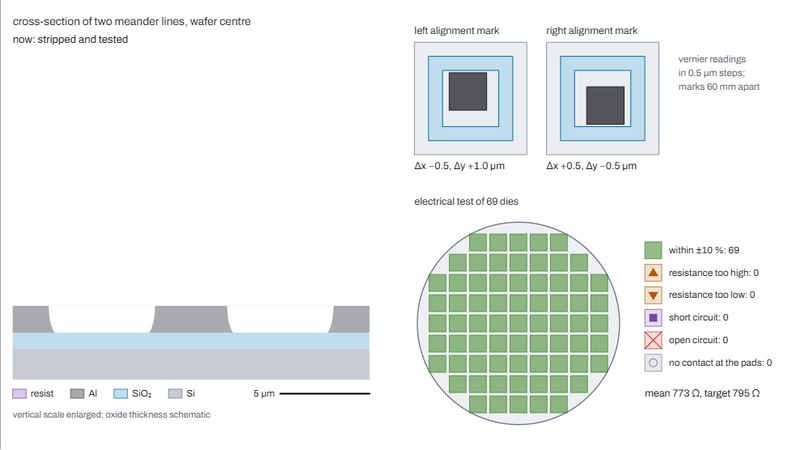 cross-section of two meander lines, wafer centre
now: stripped and tested
resist
Al
SiO₂
Si
5 µm
vertical scale enlarged; oxide thickness schematic
left alignment mark
right alignment mark
vernier readings
in 0.5 µm steps;
marks 60 mm apart
Δx −0.5, Δy +1.0 µm
Δx +0.5, Δy −0.5 µm
electrical test of 69 dies
within ±10 %: 69
resistance too high: 0
resistance too low: 0
short circuit: 0
open circuit: 0
no contact at the pads: 0
mean 773 Ω, target 795 Ω